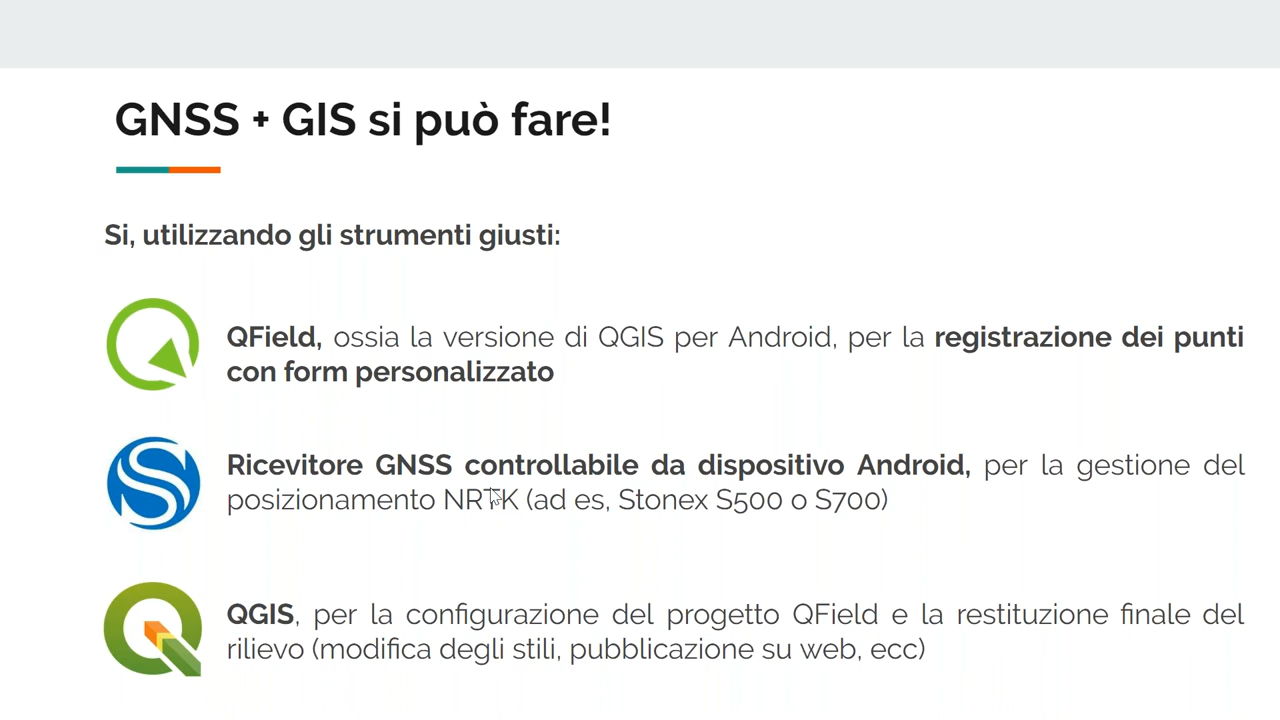 GNSS + GIS si può fare!
Si, utilizzando gli strumenti giusti:
QField, ossia la versione di QGIS per Android, per la registrazione dei punti
con form personalizzato
Ricevitore GNSS controllabile da dispositivo Android, per la gestione del
posizionamento NRTK (ad es, Stonex S500 o S700)
QGIS, per la configurazione del progetto QField e la restituzione finale del
rilievo (modifica degli stili, pubblicazione su web, ecc)